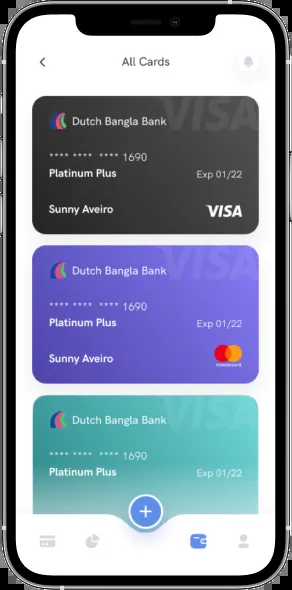 All Cards
VISA
Dutch Bangla Bank
**** **** **** 1690
Platinum Plus
Exp 01/22
Sunny Aveiro
VISA
VISA
Dutch Bangla Bank
**** **** **** 1690
Platinum Plus
Exp 01/22
Sunny Aveiro
mastercard
VISA
Dutch Bangla Bank
**** **** **** 1690
Platinum Plus
Exp 01/22